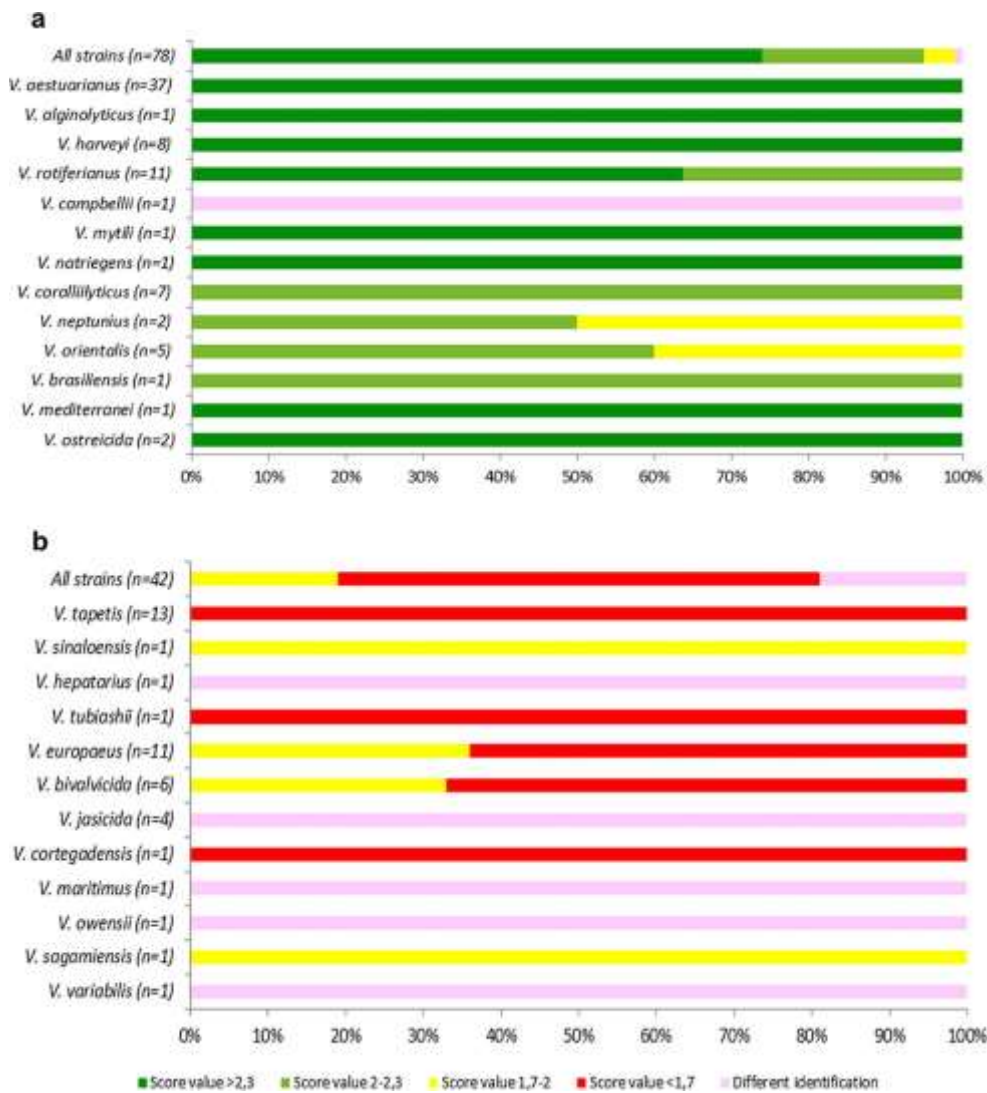 a
All strains (n=78)
V. aestuarianus (n=37)
V. alginolyticus (n=1)
V. harveyi (n=8)
V. rotiferianus (n=11)
V. campbellii (n=1)
V. mytili (n=1)
V. natriegens (n=1)
V. coralliilyticus (n=7)
V. neptunius (n=2)
V. orientalis (n=5)
V. brasiliensis (n=1)
V. mediterranei (n=1)
V. ostreicida (n=2)
0% 10% 20% 30% 40% 50% 60% 70% 80% 90% 100%
b
All strains (n=42)
V. tapetis (n=13)
V. sinaloensis (n=1)
V. hepatarius (n=1)
V. tubiashii (n=1)
V. europaeus (n=11)
V. bivalvicida (n=6)
V. jasicida (n=4)
V. cortegadensis (n=1)
V. maritimus (n=1)
V. owensii (n=1)
V. sagamiensis (n=1)
V. variabilis (n=1)
0% 10% 20% 30% 40% 50% 60% 70% 80% 90% 100%
Score value >2,3 Score value 2-2,3 Score value 1,7-2 Score value <1,7 Different identification